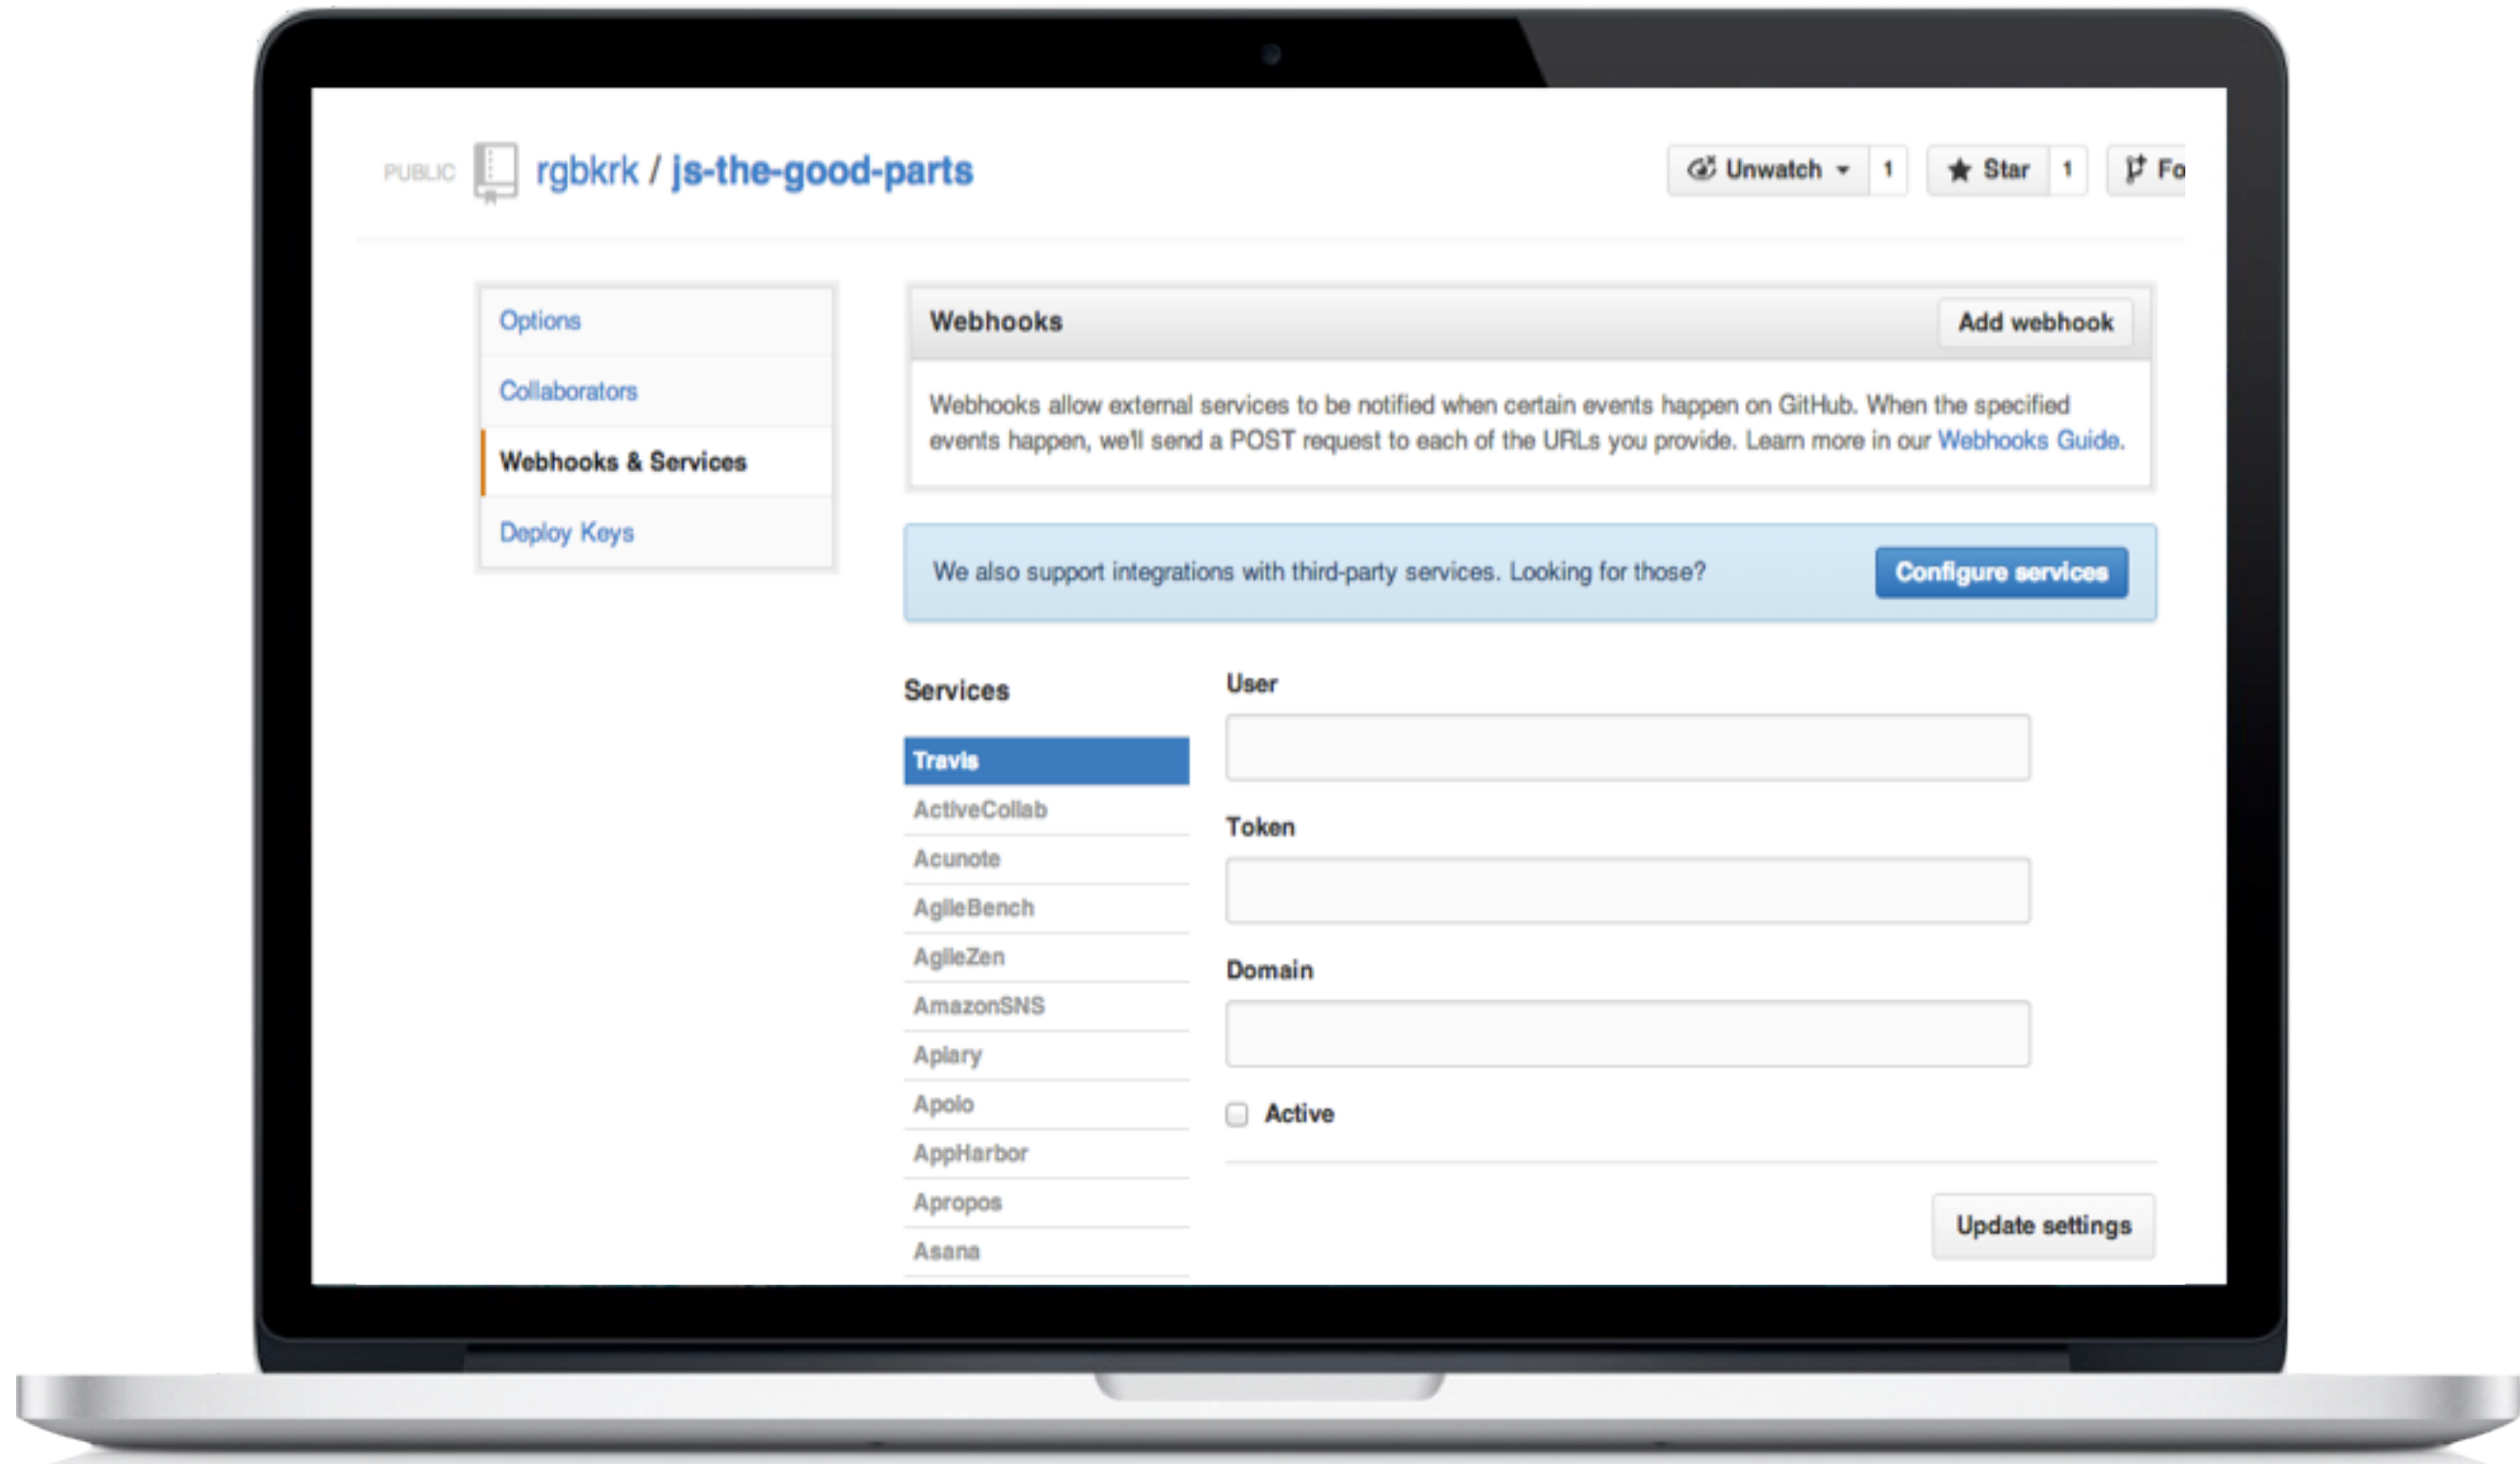 PUBLIC rgbkrk / js-the-good-parts
Unwatch 1 Star 1 Fo
Options
Collaborators
Webhooks & Services
Deploy Keys
Webhooks
Add webhook
Webhooks allow external services to be notified when certain events happen on GitHub. When the specified
events happen, we'll send a POST request to each of the URLs you provide. Learn more in our Webhooks Guide.
We also support integrations with third-party services. Looking for those?
Configure services
Services
Travis
ActiveCollab
Acunote
AgileBench
AgileZen
AmazonSNS
Apiary
Apolo
AppHarbor
Apropos
Asana
User
Token
Domain
Active
Update settings